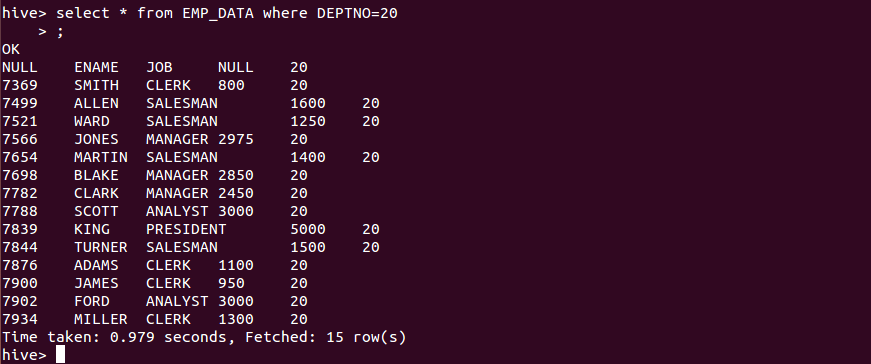 hive> select * from EMP_DATA where DEPTNO=20
    > ;
OK
NULL    ENAME   JOB     NULL    20
7369    SMITH   CLERK   800     20
7499    ALLEN   SALESMAN        1600    20
7521    WARD    SALESMAN        1250    20
7566    JONES   MANAGER 2975    20
7654    MARTIN  SALESMAN        1400    20
7698    BLAKE   MANAGER 2850    20
7782    CLARK   MANAGER 2450    20
7788    SCOTT   ANALYST 3000    20
7839    KING    PRESIDENT       5000    20
7844    TURNER  SALESMAN        1500    20
7876    ADAMS   CLERK   1100    20
7900    JAMES   CLERK   950     20
7902    FORD    ANALYST 3000    20
7934    MILLER  CLERK   1300    20
Time taken: 0.979 seconds, Fetched: 15 row(s)
hive>